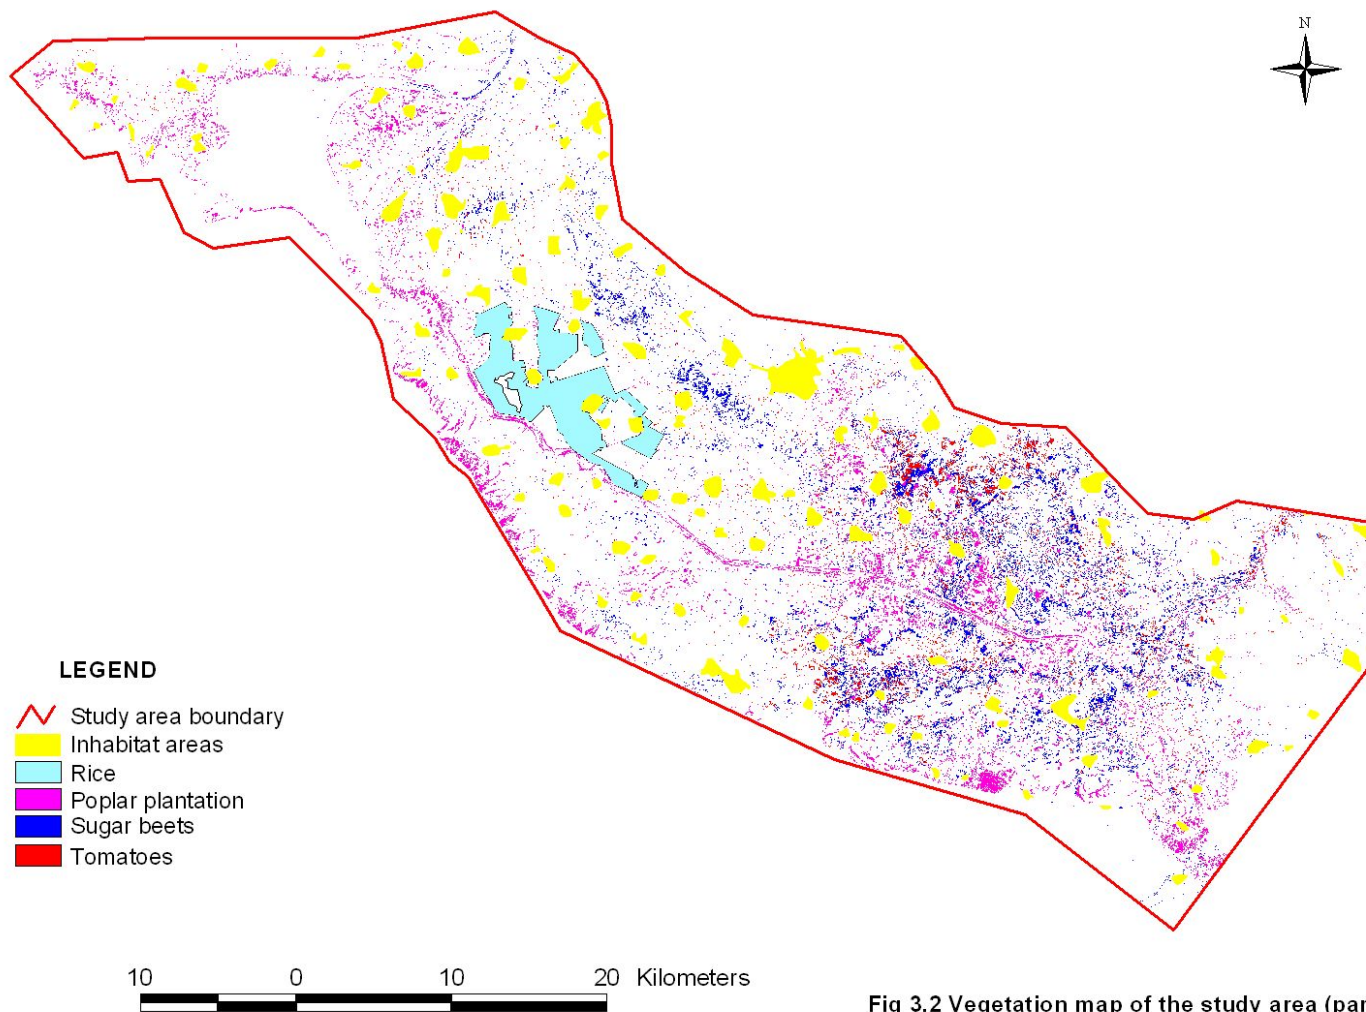 N
LEGEND
Study area boundary
Inhabitat areas
Rice
Poplar plantation
Sugar beets
Tomatoes
10 0 10 20 Kilometers
Fig 3.2 Vegetation map of the study area (par